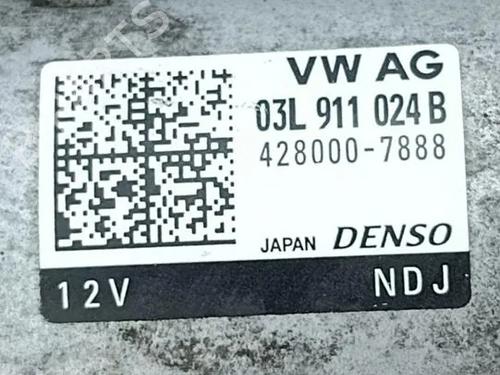 VW AG
03L 911 024 B
428000-7888
JAPAN DENSO
12V NDJ